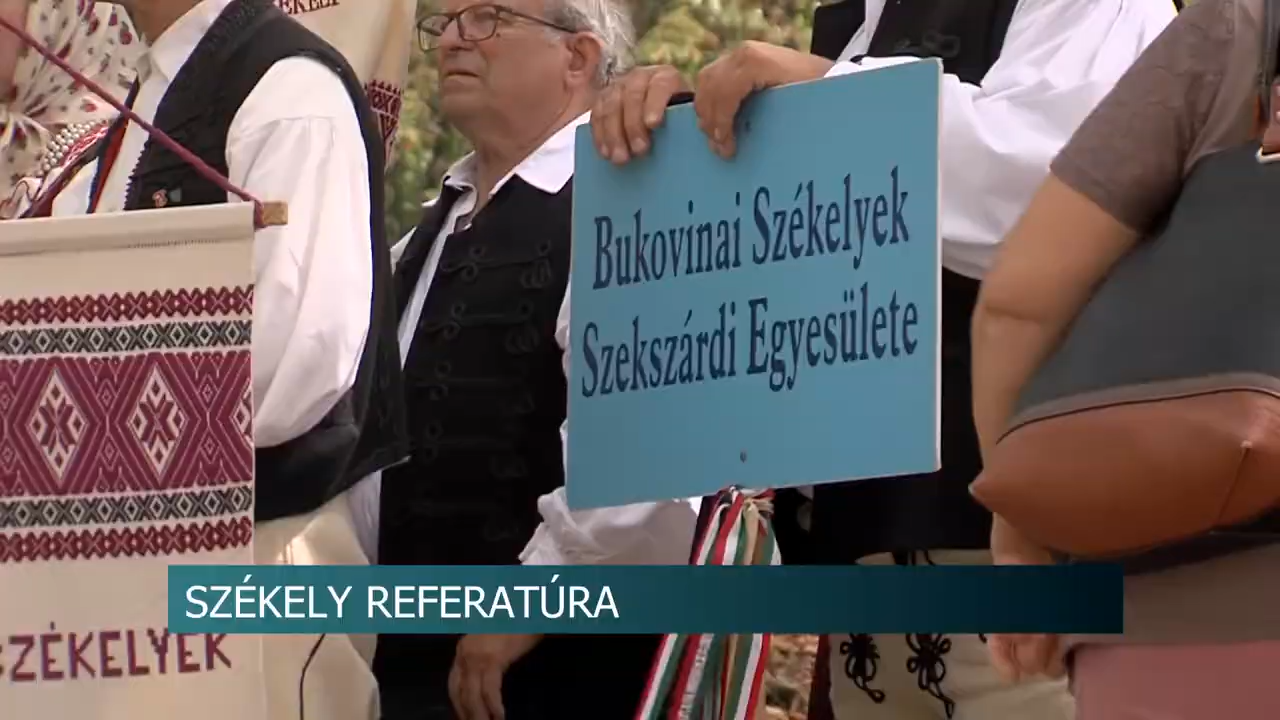 Bukovinai Székelyek
Szekszárdi Egyesülete
SZÉKELY REFERATÚRA
SZÉKELYEK